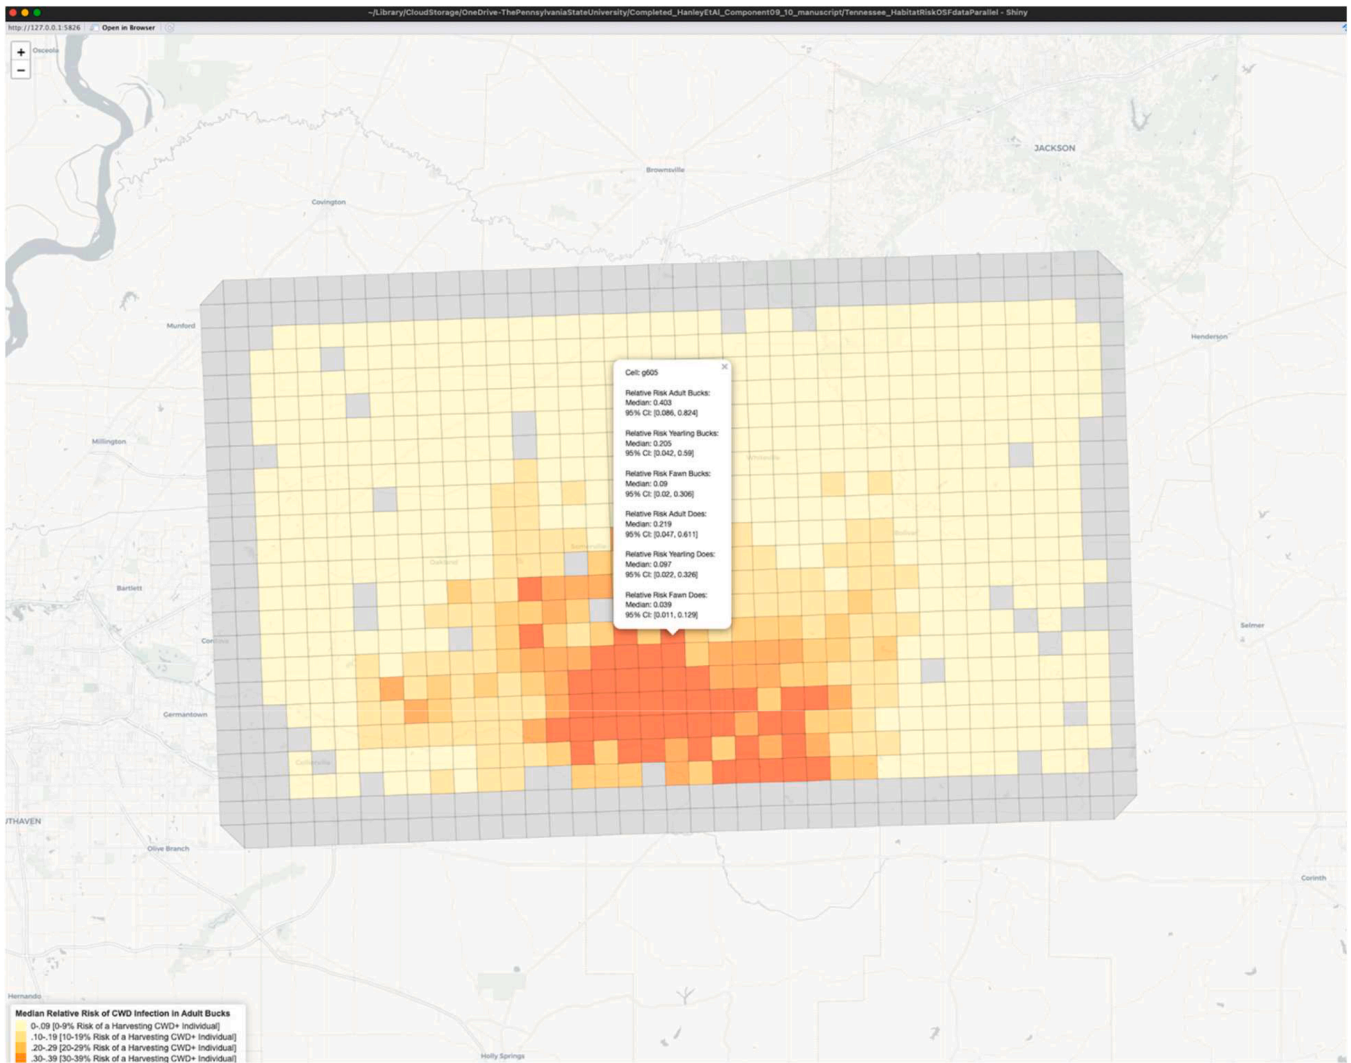 ~/Library/CloudStorage/OneDrive-ThePennsylvaniaStateUniversity/Completed_HanleyEtAl_Component09_10_manuscript/Tennessee_HabitatRiskOSFdataParallel - Shiny
http://127.0.0.1:5826 Open in Browser
+
−
Osceola
JACKSON
Brownsville
Covington
Munford
Henderson
Cell: g605
Relative Risk Adult Bucks:
Median: 0.403
95% CI: [0.086, 0.824]
Relative Risk Yearling Bucks:
Median: 0.205
95% CI: [0.042, 0.59]
Relative Risk Fawn Bucks:
Median: 0.09
95% CI: [0.02, 0.306]
Relative Risk Adult Does:
Median: 0.219
95% CI: [0.047, 0.611]
Relative Risk Yearling Does:
Median: 0.097
95% CI: [0.022, 0.326]
Relative Risk Fawn Does:
Median: 0.039
95% CI: [0.011, 0.129]
Millington
Whiteville
Somerville
Bolivar
Oakland
Bartlett
Selmer
Germantown
Collierville
THAVEN
Olive Branch
Corinth
Hernando
Holly Springs
Median Relative Risk of CWD Infection in Adult Bucks
0-.09 [0-9% Risk of a Harvesting CWD+ Individual]
.10-.19 [10-19% Risk of a Harvesting CWD+ Individual]
.20-.29 [20-29% Risk of a Harvesting CWD+ Individual]
.30-.39 [30-39% Risk of a Harvesting CWD+ Individual]